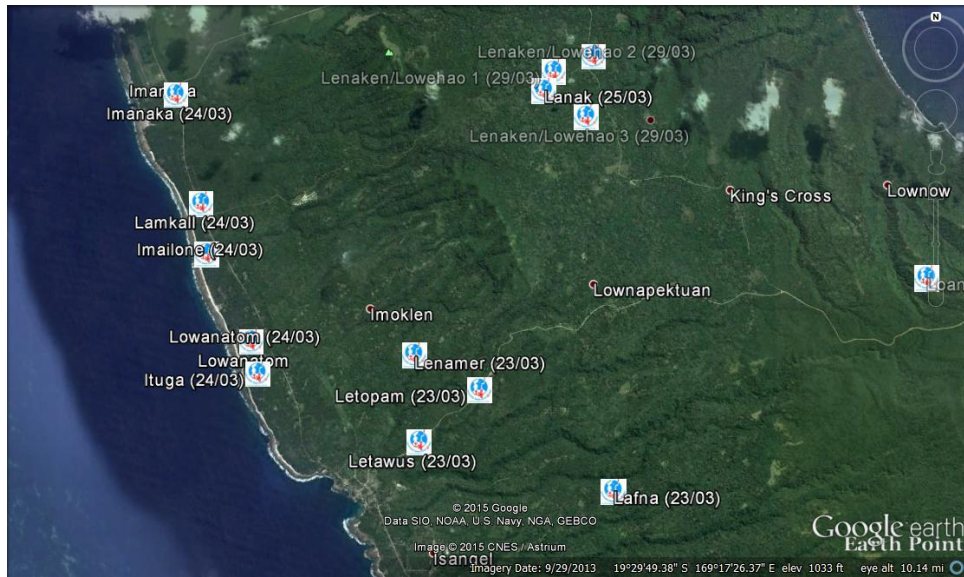 N
Lenaken/Lowehao 2 (29/03)
Lenaken/Lowehao 1 (29/03)
Lanak (25/03)
Imanaka (24/03)
Lenaken/Lowehao 3 (29/03)
King's Cross
Lownow
Lamkall (24/03)
Imailone (24/03)
Lownapektuan
Imoklen
Lowanatom (24/03)
Lowanatom
Lenamer (23/03)
Ituga (24/03)
Letopam (23/03)
Letawus (23/03)
Lafna (23/03)
© 2015 Google
Data SIO, NOAA, U.S. Navy, NGA, GEBCO
Image © 2015 CNES / Astrium
Isangel
Google earth
Earth Point
Imagery Date: 9/29/2013 19°29'49.38" S 169°17'26.37" E elev 1033 ft eye alt 10.14 mi